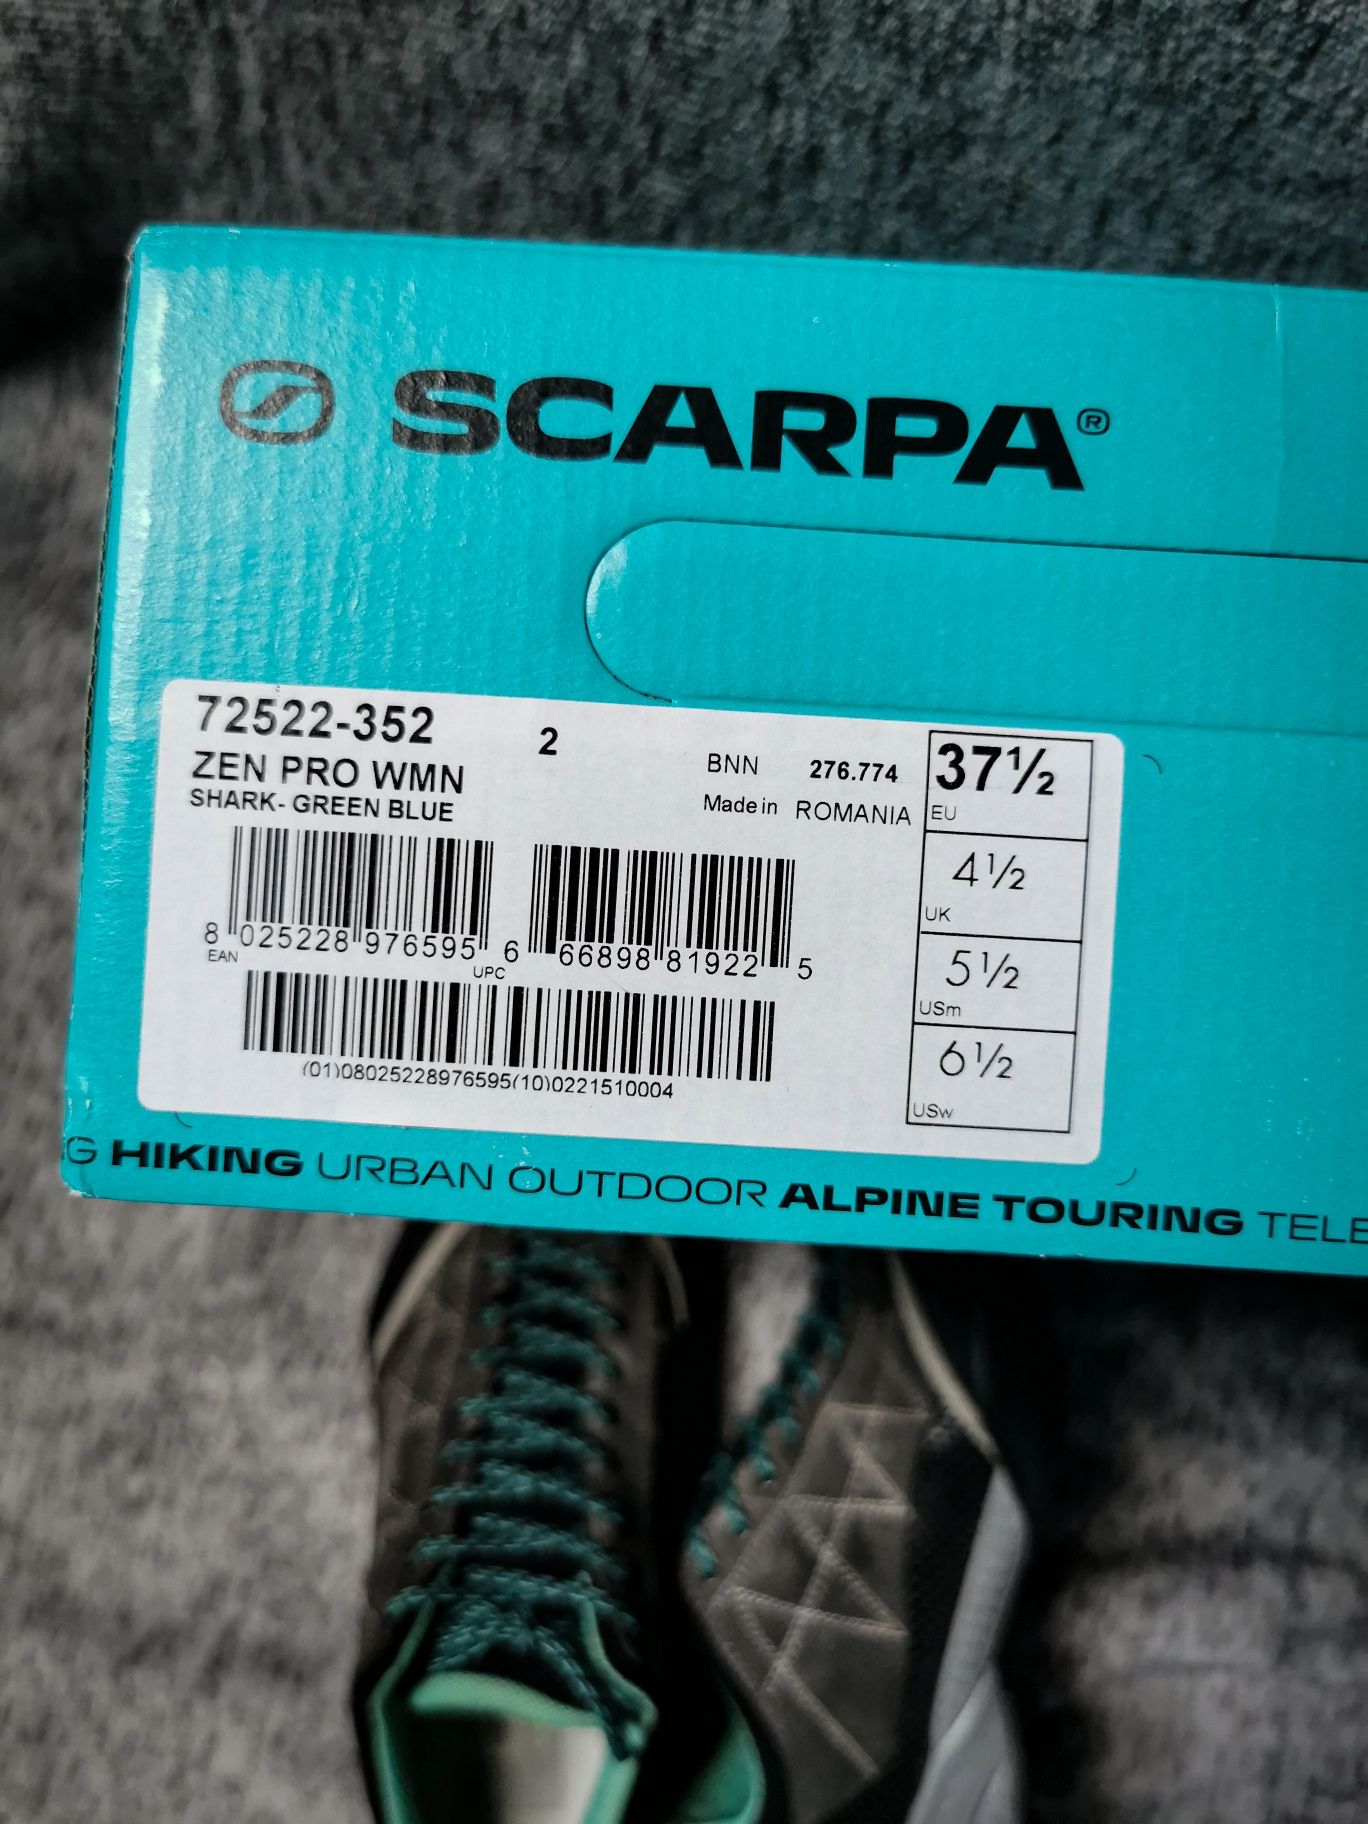 SCARPA®
72522-352 2
ZEN PRO WMN
SHARK- GREEN BLUE
BNN 276.774
Made in ROMANIA
37½
EU
4½
UK
5½
USm
6½
USw
8 025228 976595
EAN
6 66898 81922 5
UPC
(01)08025228976595(10)0221510004
G HIKING URBAN OUTDOOR ALPINE TOURING TELE